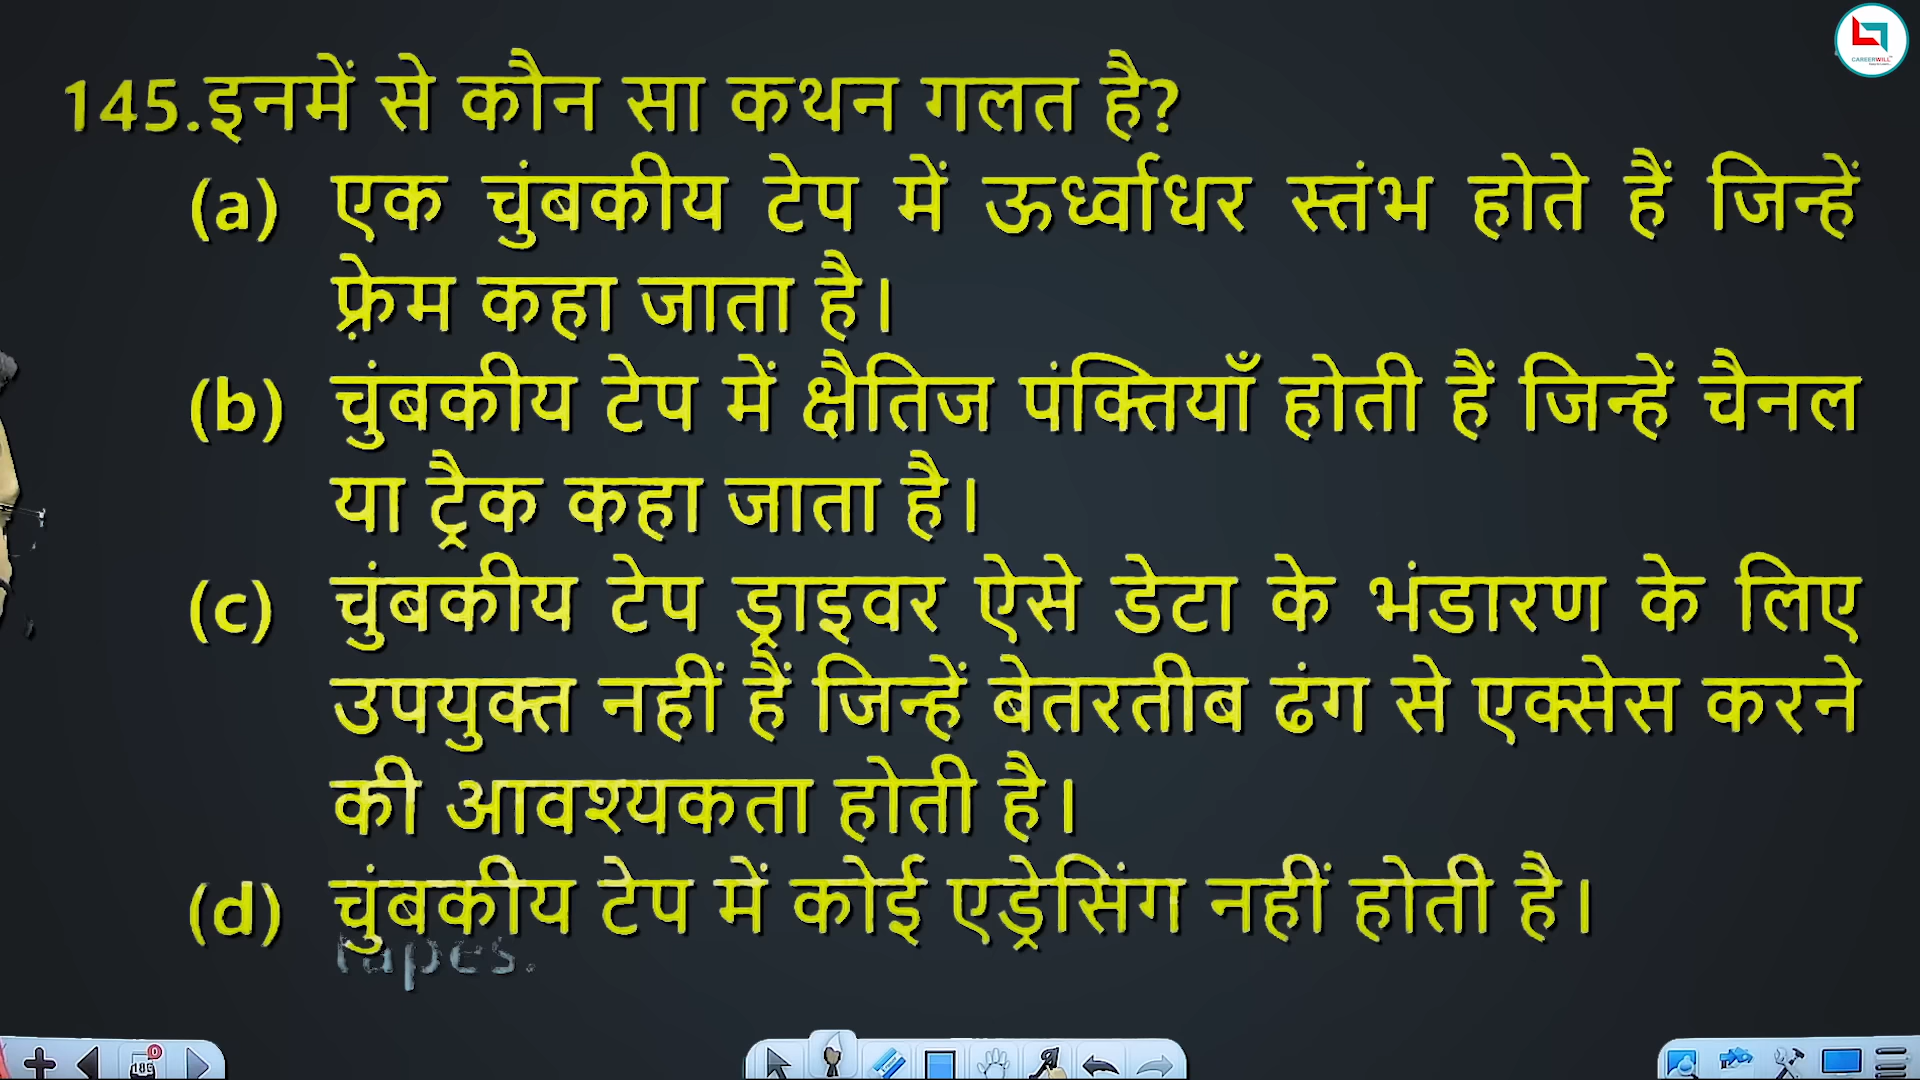 CAREERWILL
145.इनमें से कौन सा कथन गलत है?
(a) एक चुंबकीय टेप में ऊर्ध्वाधर स्तंभ होते हैं जिन्हें
फ़्रेम कहा जाता है।
(b) चुंबकीय टेप में क्षैतिज पंक्तियाँ होती हैं जिन्हें चैनल
या ट्रैक कहा जाता है।
(c) चुंबकीय टेप ड्राइवर ऐसे डेटा के भंडारण के लिए
उपयुक्त नहीं हैं जिन्हें बेतरतीब ढंग से एक्सेस करने
की आवश्यकता होती है।
(d) चुंबकीय टेप में कोई एड्रेसिंग नहीं होती है।
tapes.